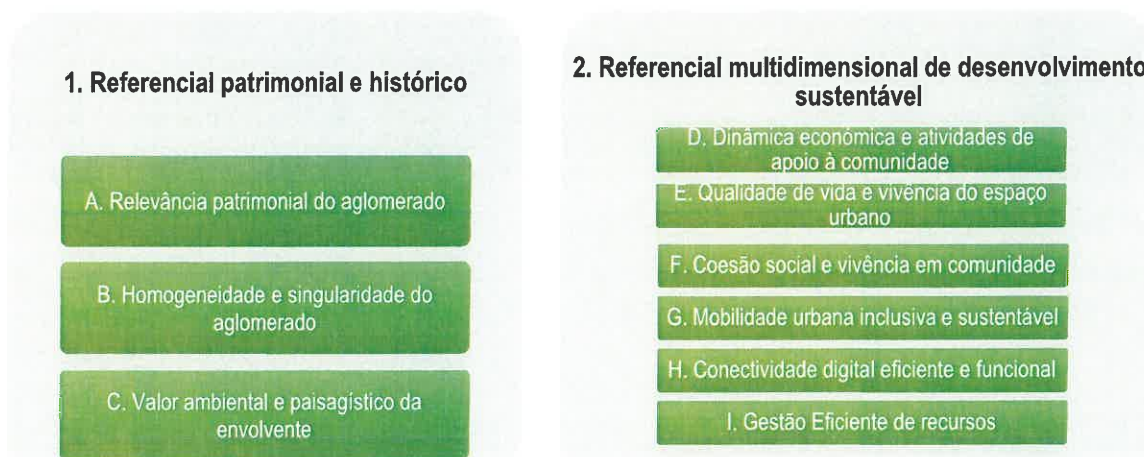 1. Referencial patrimonial e histórico
A. Relevância patrimonial do aglomerado
B. Homogeneidade e singularidade do
aglomerado
C. Valor ambiental e paisagístico da
envolvente
2. Referencial multidimensional de desenvolvimento
sustentável
D. Dinâmica económica e atividades de
apoio à comunidade
E. Qualidade de vida e vivência do espaço
urbano
F. Coesão social e vivência em comunidade
G. Mobilidade urbana inclusiva e sustentável
H. Conectividade digital eficiente e funcional
I. Gestão Eficiente de recursos